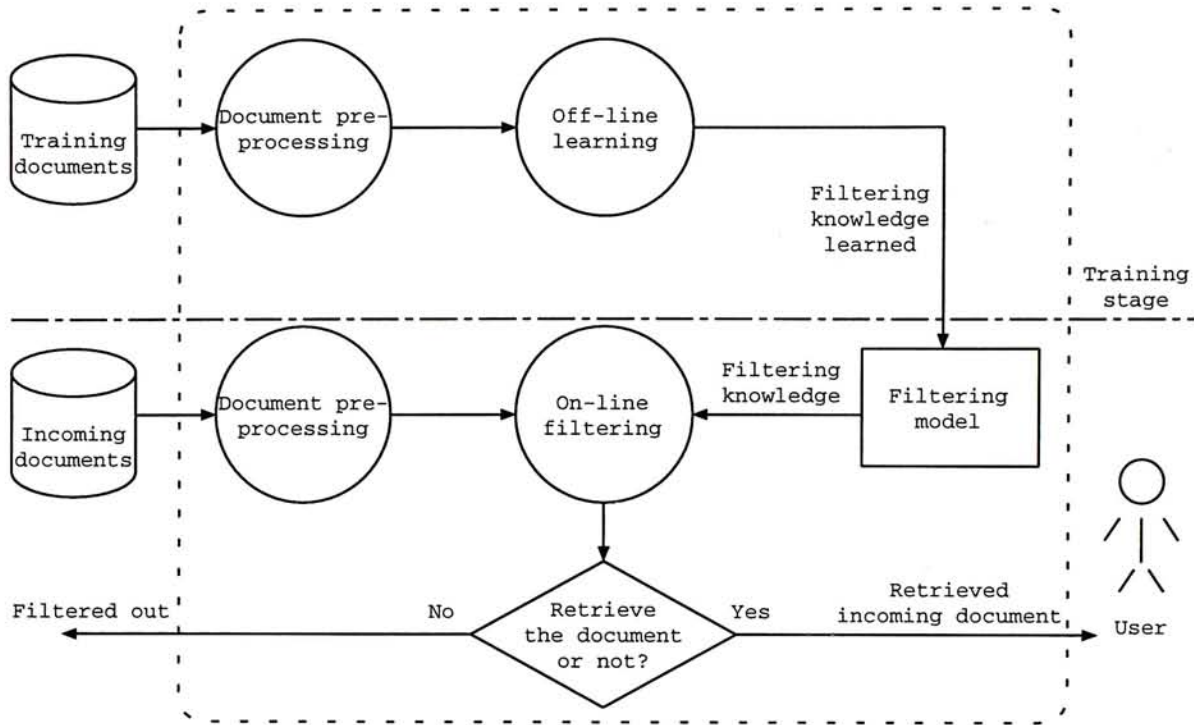 Training
documents
Document pre-
processing
Off-line
learning
Filtering
knowledge
learned
Training
stage
Incoming
documents
Document pre-
processing
On-line
filtering
Filtering
knowledge
Filtering
model
Filtered out
No
Retrieve
the document
or not?
Yes
Retrieved
incoming document
User